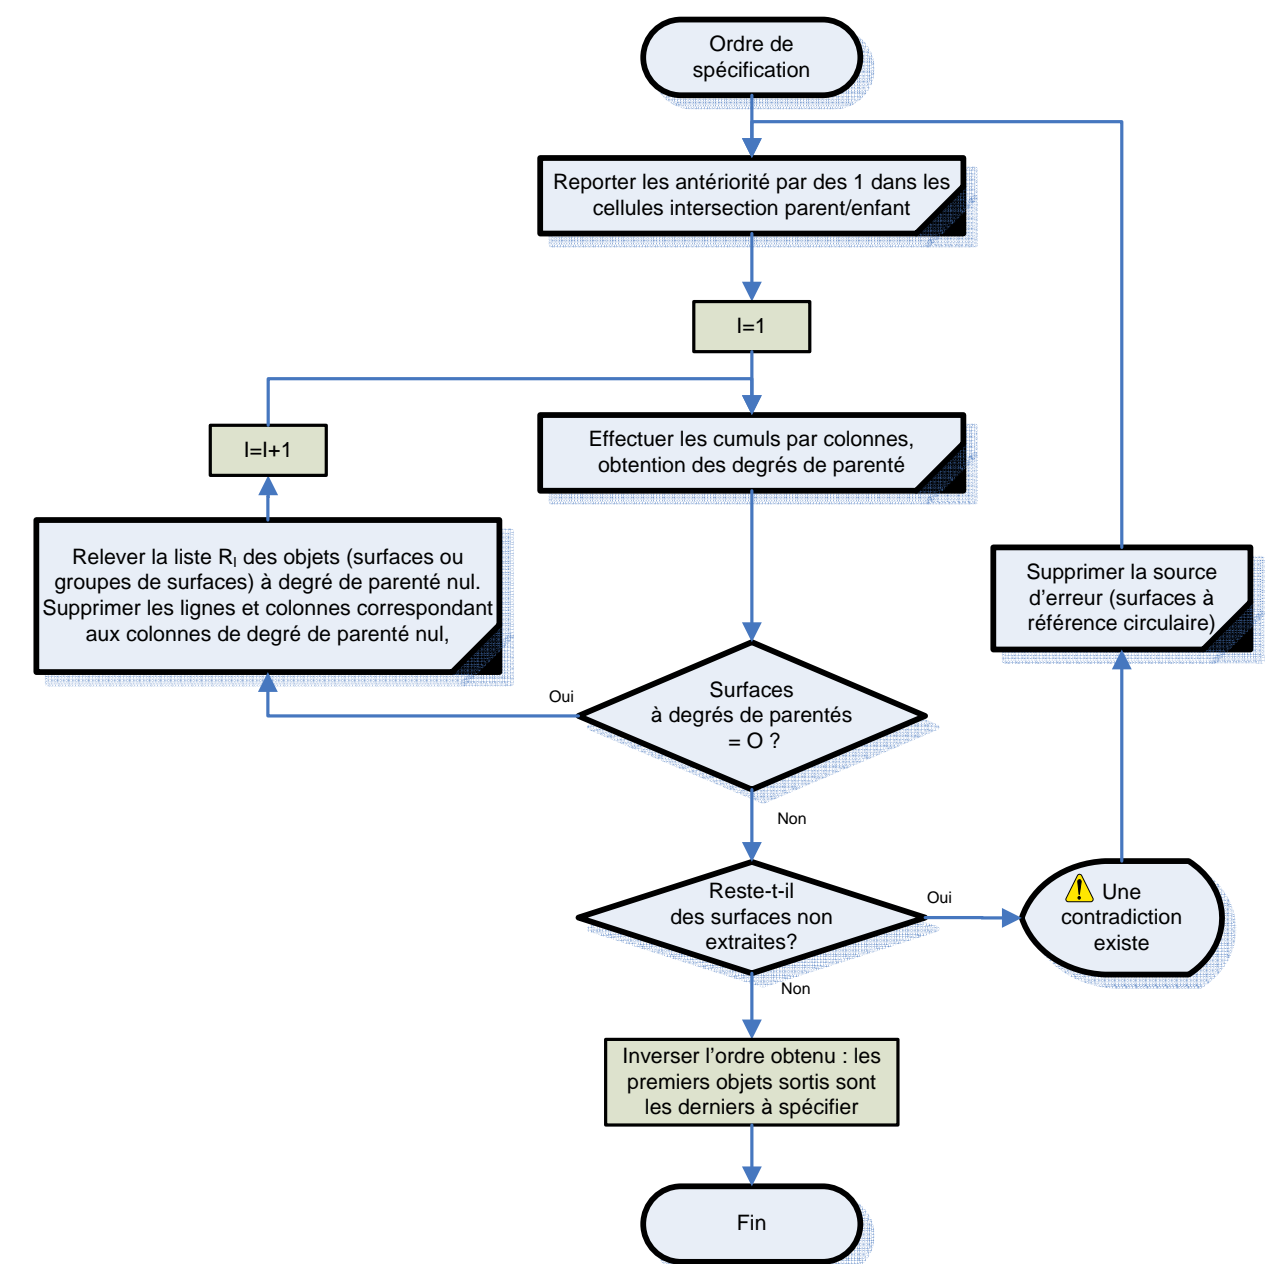 Ordre de
spécification
Reporter les antériorité par des 1 dans les
cellules intersection parent/enfant
I=1
Effectuer les cumuls par colonnes,
obtention des degrés de parenté
I=I+1
Relever la liste R_I des objets (surfaces ou
groupes de surfaces) à degré de parenté nul.
Supprimer les lignes et colonnes correspondant
aux colonnes de degré de parenté nul,
Supprimer la source
d’erreur (surfaces à
référence circulaire)
Oui
Surfaces
à degrés de parentés
= O ?
Non
Reste-t-il
des surfaces non
extraites?
Oui
Une
contradiction
existe
Non
Inverser l’ordre obtenu : les
premiers objets sortis sont
les derniers à spécifier
Fin